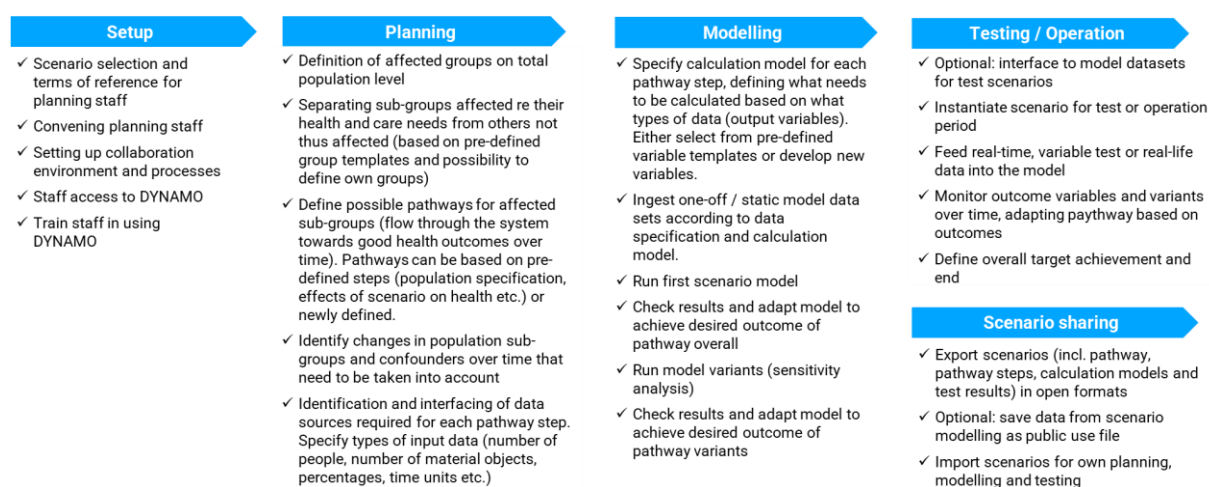 Setup
✓ Scenario selection and
terms of reference for
planning staff
✓ Convening planning staff
✓ Setting up collaboration
environment and processes
✓ Staff access to DYNAMO
✓ Train staff in using
DYNAMO
Planning
✓ Definition of affected groups on total
population level
✓ Separating sub-groups affected re their
health and care needs from others not
thus affected (based on pre-defined
group templates and possibility to
define own groups)
✓ Define possible pathways for affected
sub-groups (flow through the system
towards good health outcomes over
time). Pathways can be based on pre-
defined steps (population specification,
effects of scenario on health etc.) or
newly defined.
✓ Identify changes in population sub-
groups and confounders over time that
need to be taken into account
✓ Identification and interfacing of data
sources required for each pathway step.
Specify types of input data (number of
people, number of material objects,
percentages, time units etc.)
Modelling
✓ Specify calculation model for each
pathway step, defining what needs
to be calculated based on what
types of data (output variables).
Either select from pre-defined
variable templates or develop new
variables.
✓ Ingest one-off / static model data
sets according to data
specification and calculation
model.
✓ Run first scenario model
✓ Check results and adapt model to
achieve desired outcome of
pathway overall
✓ Run model variants (sensitivity
analysis)
✓ Check results and adapt model to
achieve desired outcome of
pathway variants
Testing / Operation
✓ Optional: interface to model datasets
for test scenarios
✓ Instantiate scenario for test or operation
period
✓ Feed real-time, variable test or real-life
data into the model
✓ Monitor outcome variables and variants
over time, adapting paythway based on
outcomes
✓ Define overall target achievement and
end
Scenario sharing
✓ Export scenarios (incl. pathway,
pathway steps, calculation models and
test results) in open formats
✓ Optional: save data from scenario
modelling as public use file
✓ Import scenarios for own planning,
modelling and testing